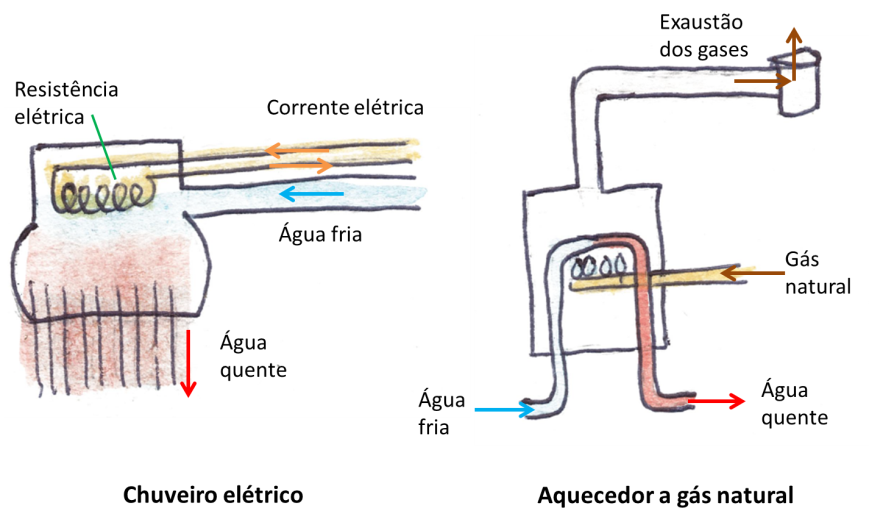 Exaustão
dos gases
Resistência
elétrica
Corrente elétrica
Água fria
Gás
natural
Água
quente
Água
fria
Água
quente
Chuveiro elétrico
Aquecedor a gás natural